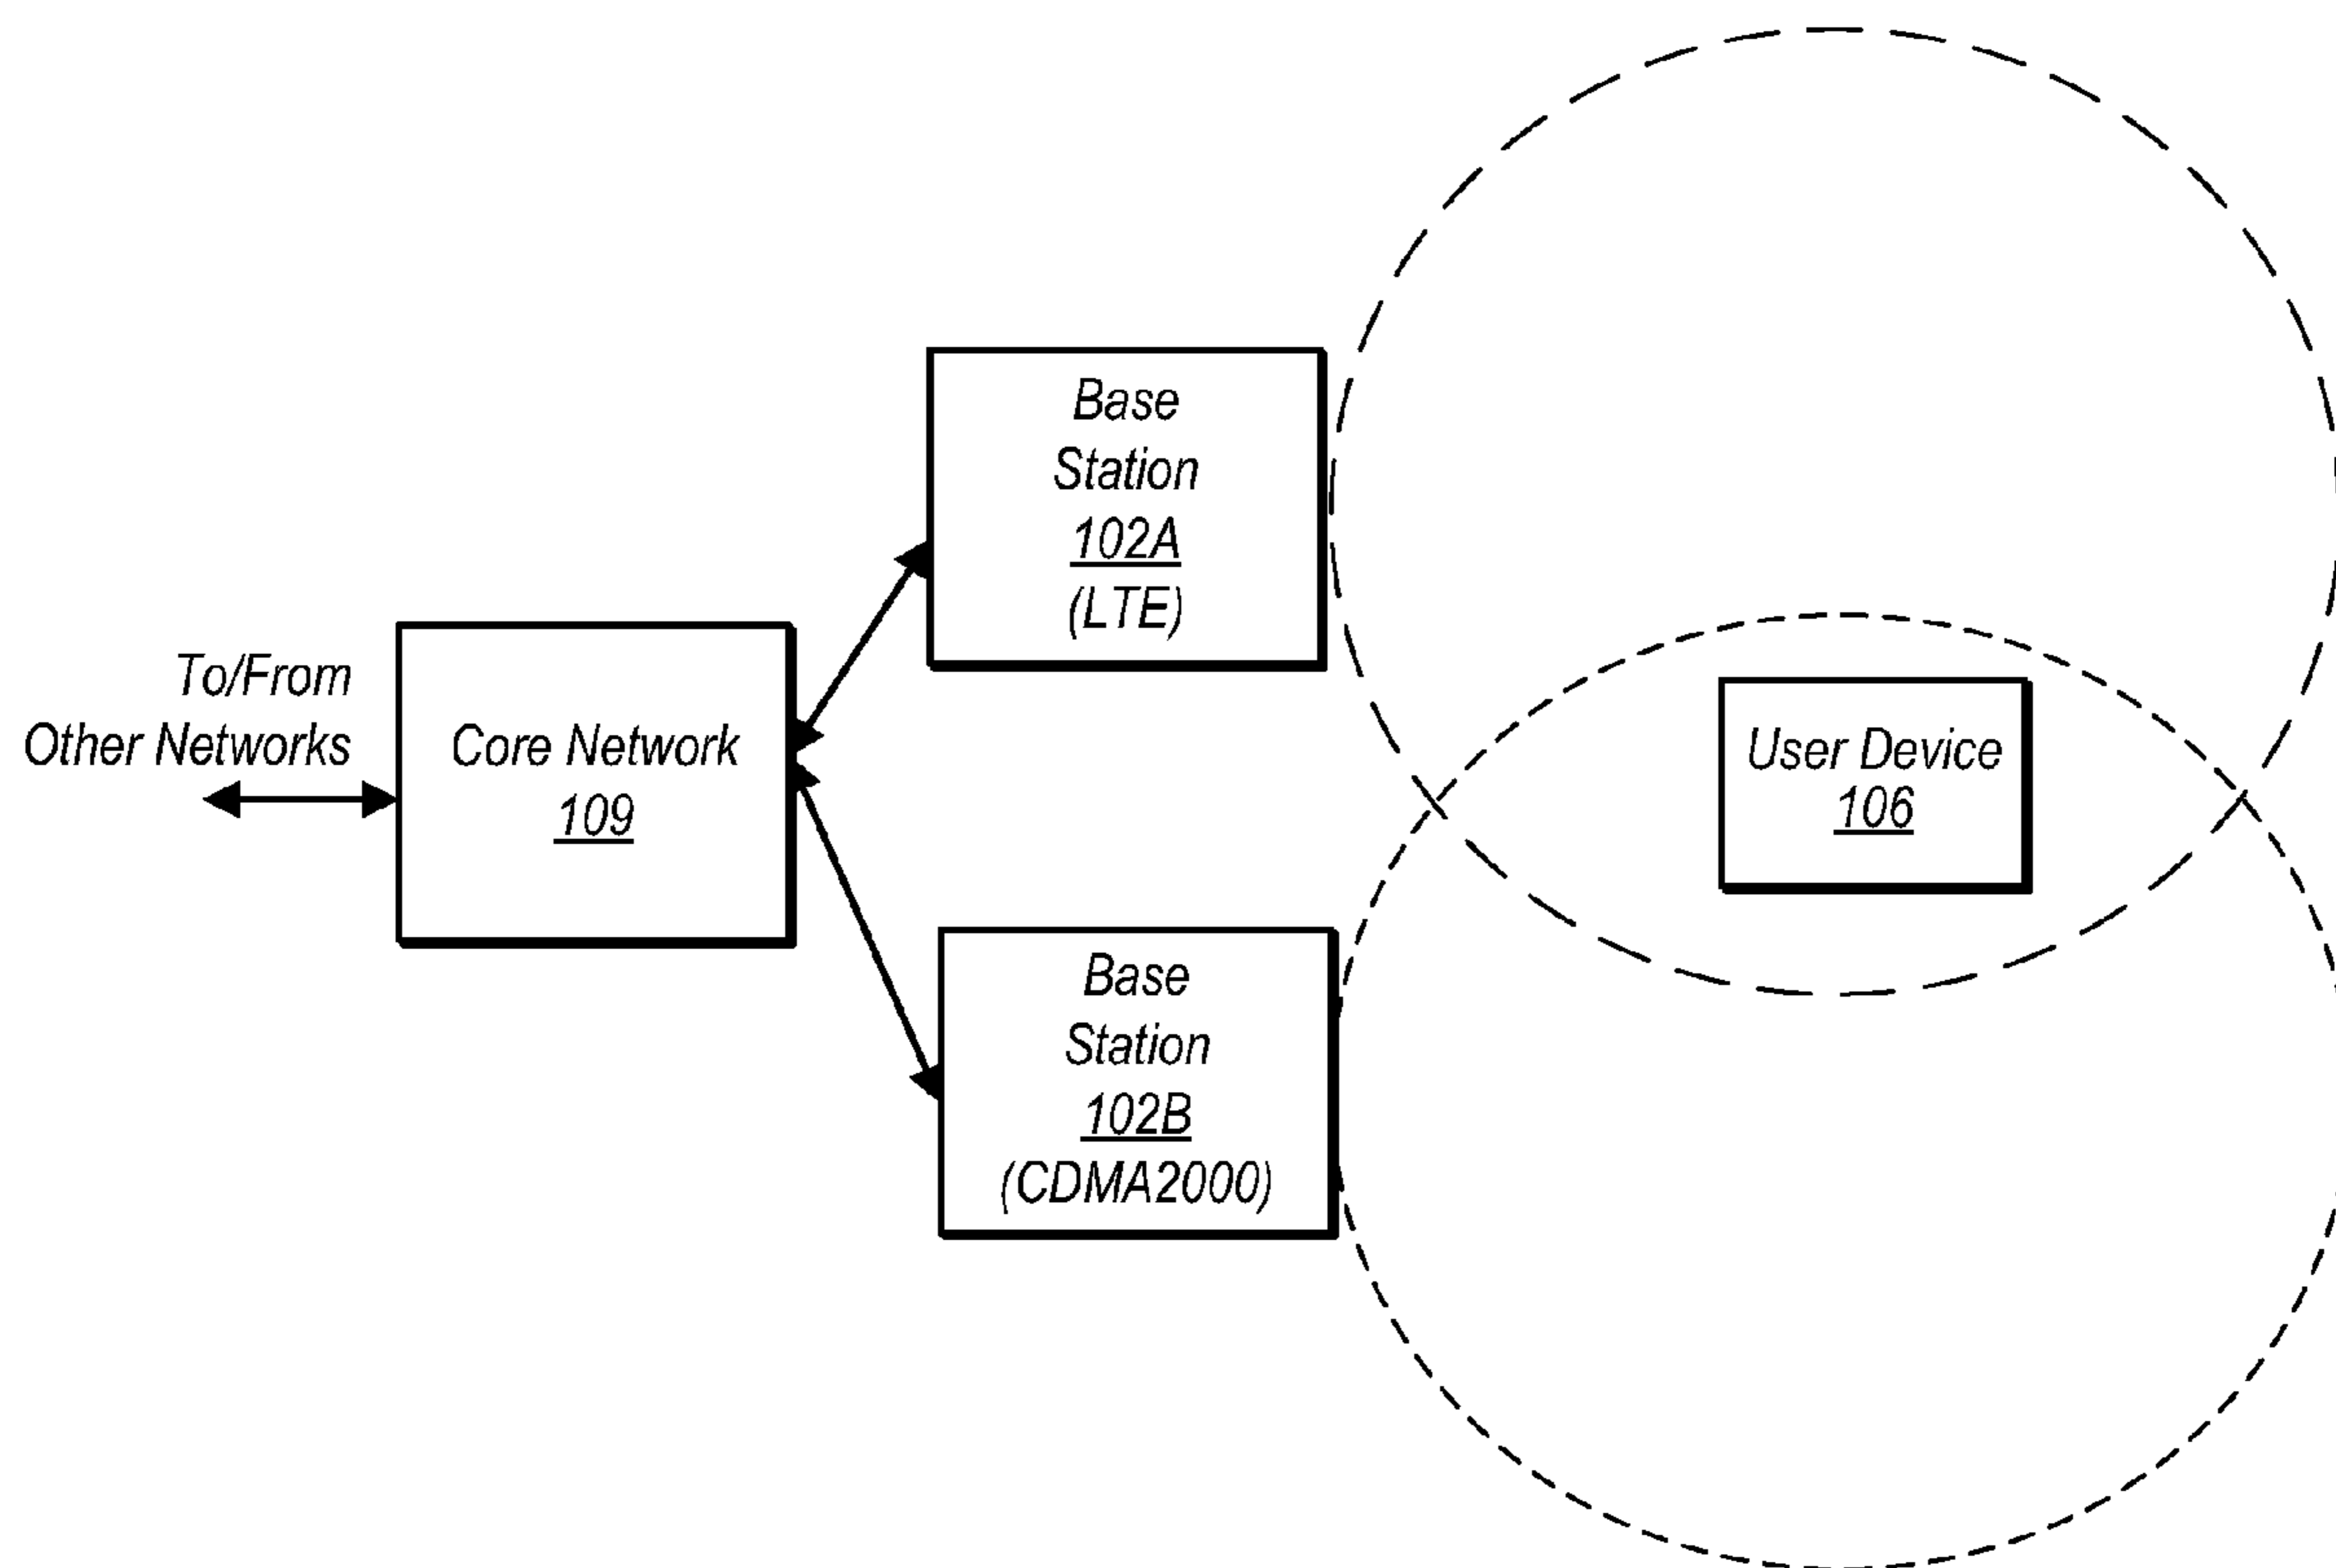 To/From
Other Networks
Core Network
109
Base
Station
102A
(LTE)
Base
Station
102B
(CDMA2000)
User Device
106